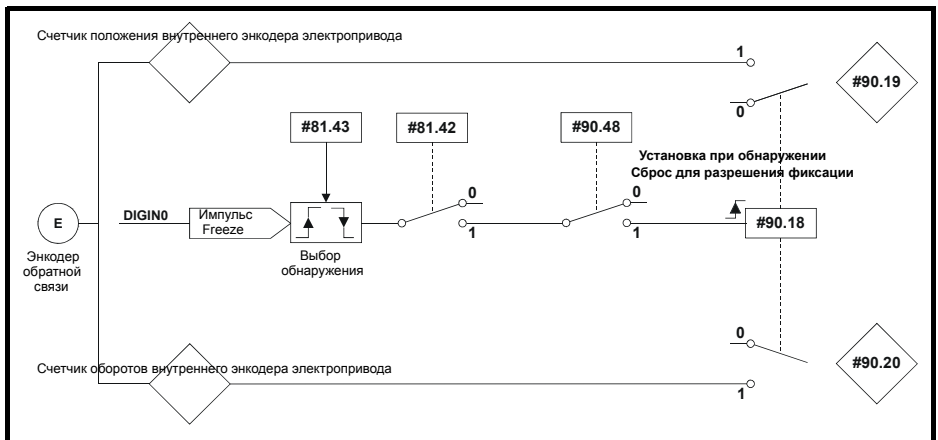 Счетчик положения внутреннего энкодера электропривода
1
#90.19
0
#81.43
#81.42
#90.48
Установка при обнаружении
Сброс для разрешения фиксации
0
0
E
DIGIN0
Импульс
Freeze
1
1
#90.18
Энкодер
обратной
связи
Выбор
обнаружения
0
#90.20
Счетчик оборотов внутреннего энкодера электропривода
1